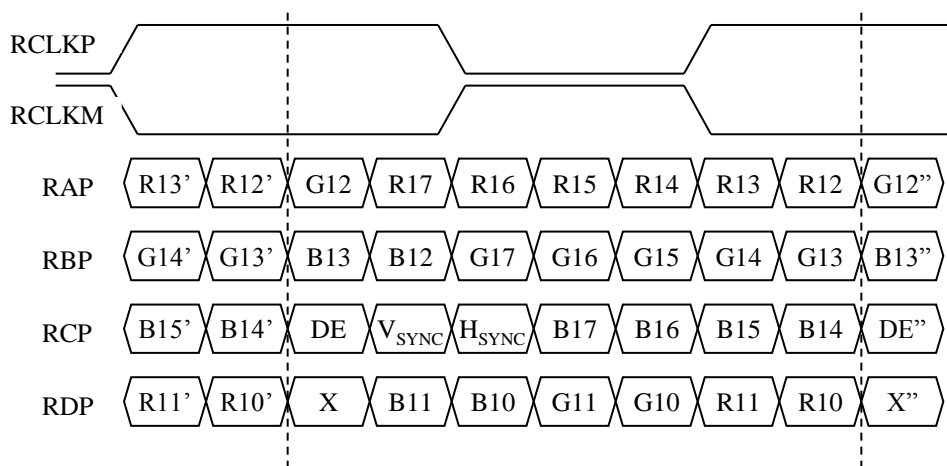 RCLKP
RCLKM
RAP R13’ R12’ G12 R17 R16 R15 R14 R13 R12 G12”
RBP G14’ G13’ B13 B12 G17 G16 G15 G14 G13 B13”
RCP B15’ B14’ DE VSYNC HSYNC B17 B16 B15 B14 DE”
RDP R11’ R10’ X B11 B10 G11 G10 R11 R10 X”